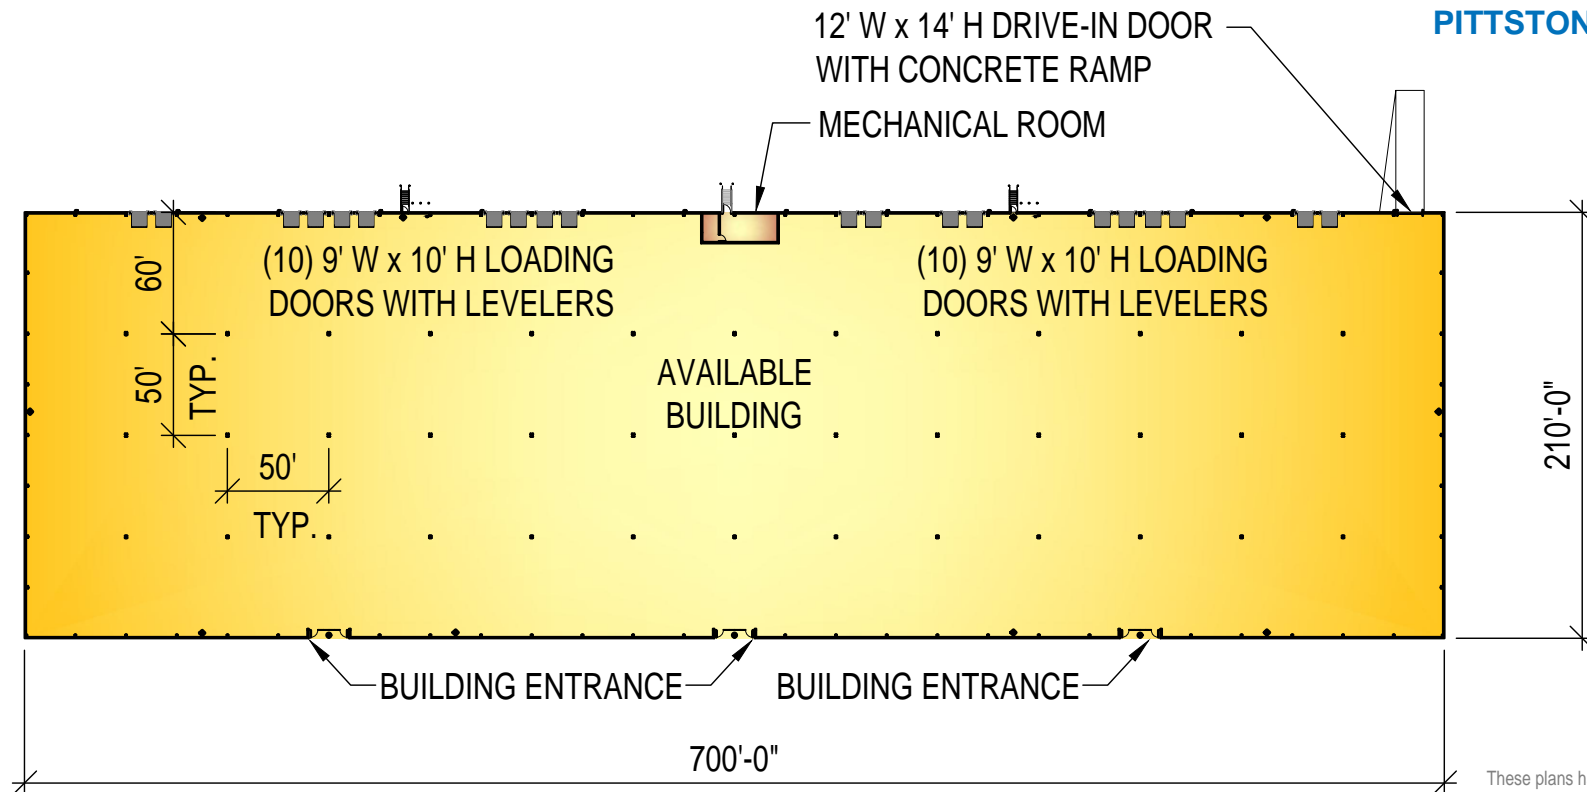 12' W x 14' H DRIVE-IN DOOR
WITH CONCRETE RAMP
PITTSTON
MECHANICAL ROOM
(10) 9' W x 10' H LOADING
DOORS WITH LEVELERS
(10) 9' W x 10' H LOADING
DOORS WITH LEVELERS
60'
50'
TYP.
AVAILABLE
BUILDING
50'
TYP.
210'-0"
BUILDING ENTRANCE
BUILDING ENTRANCE
700'-0"
These plans h